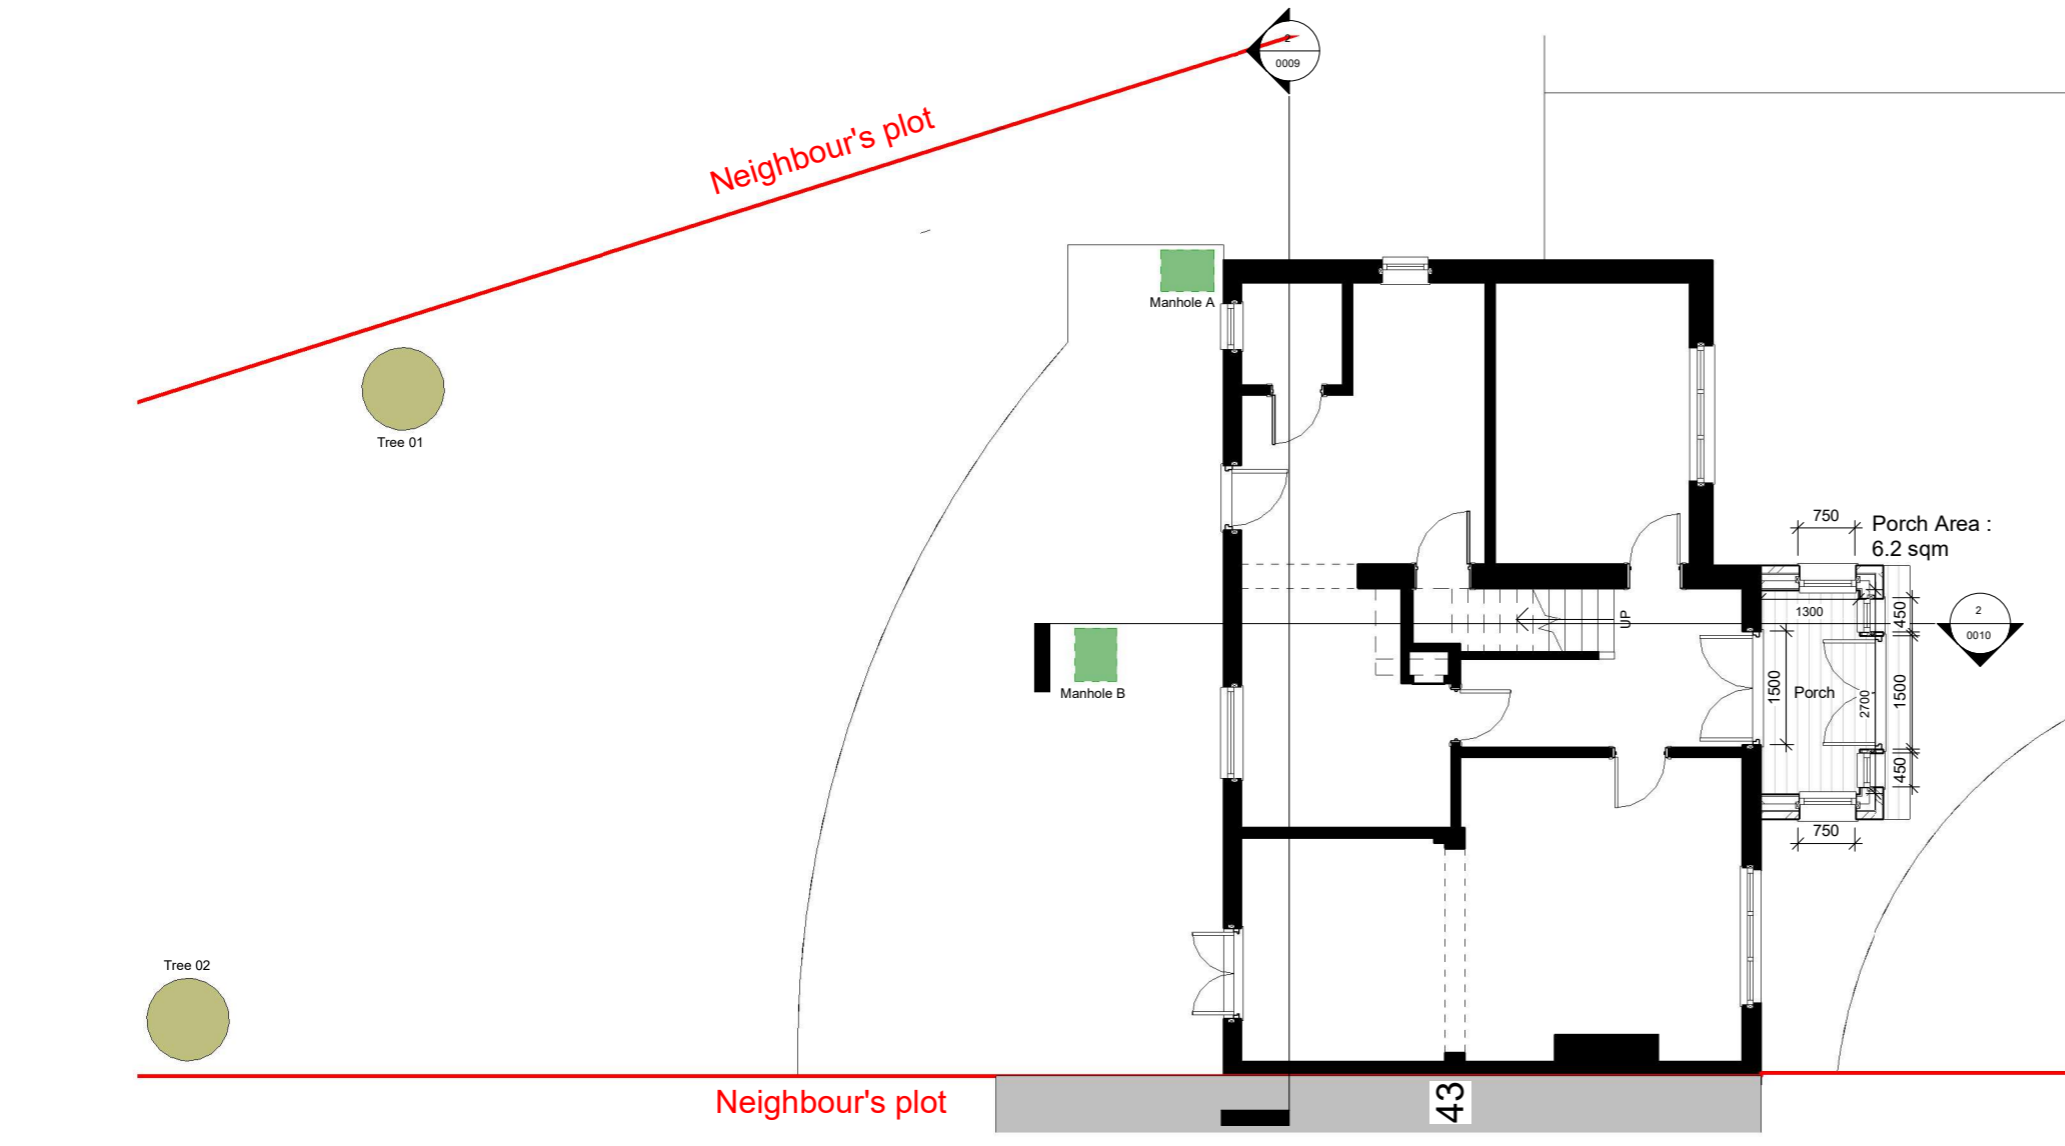 2
0009
Neighbour's plot
Manhole A
Tree 01
750
Porch Area :
6.2 sqm
1300
450
UP
2
0010
Manhole B
1500
Porch
2700
1500
450
750
Tree 02
Neighbour's plot
43